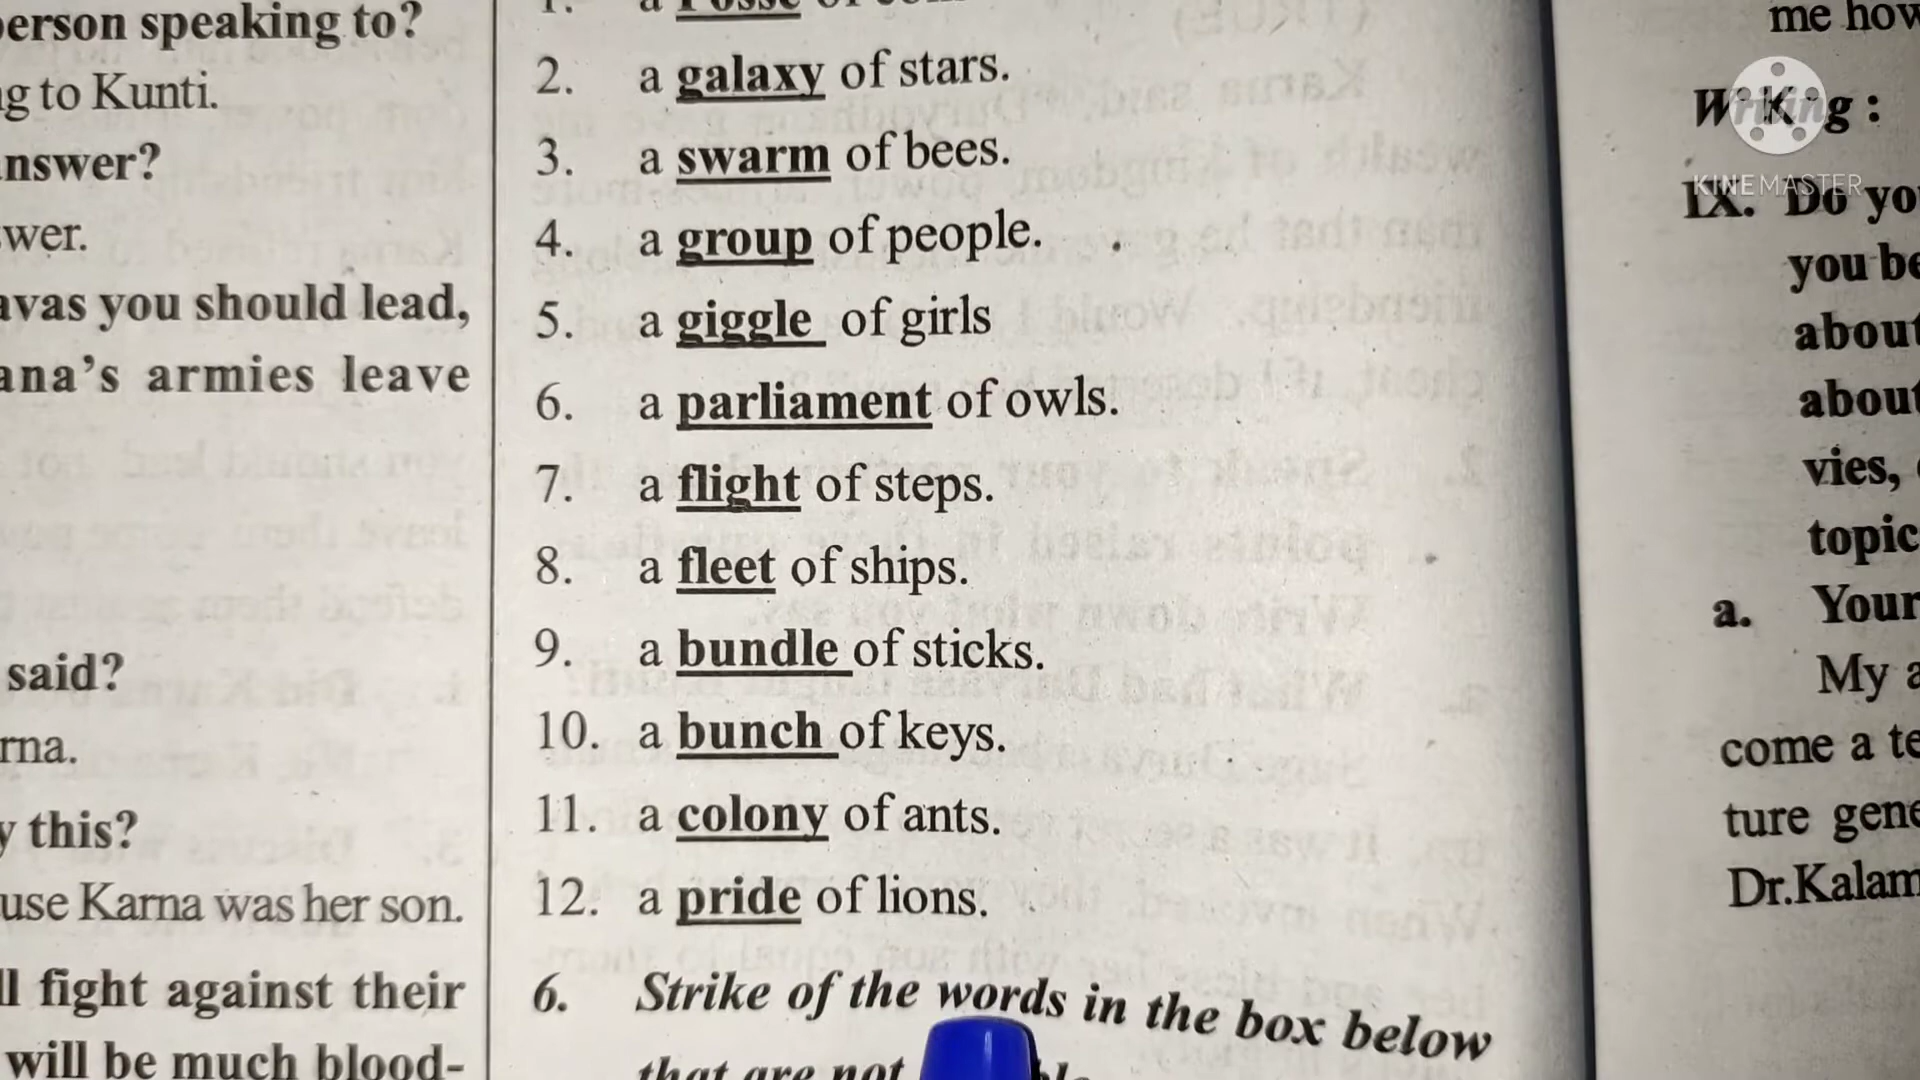 person speaking to?
g to Kunti.
nswer?
wer.
avas you should lead,
ana's armies leave
said?
rna.
y this?
use Karna was her son.
ll fight against their
will be much blood-
1. a Posse of
2. a galaxy of stars.
3. a swarm of bees.
4. a group of people.
5. a giggle of girls
6. a parliament of owls.
7. a flight of steps.
8. a fleet of ships.
9. a bundle of sticks.
10. a bunch of keys.
11. a colony of ants.
12. a pride of lions.
6. Strike of the words in the box below
that are not
me how
Writing :
KINEMASTER
IX. Do yo
you be
about
about
vies,
topic
a. Your
My a
come a te
ture gene
Dr.Kalam